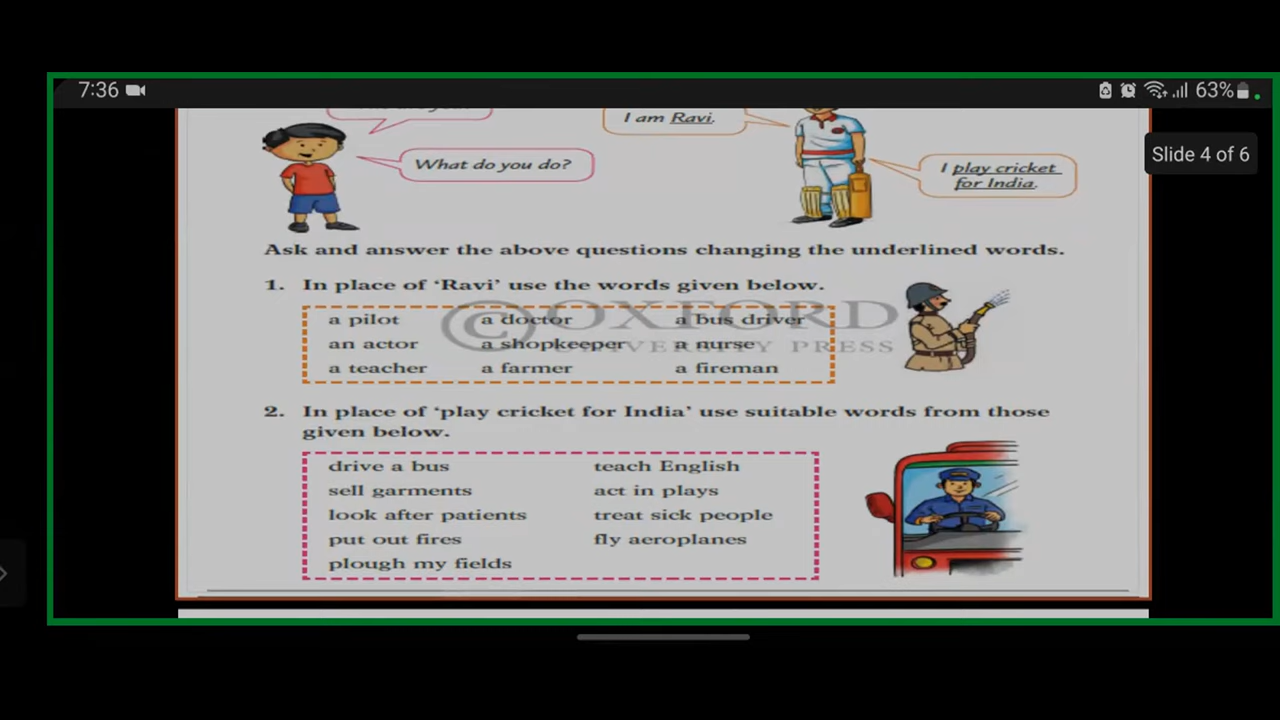 7:36
63%
Slide 4 of 6
I am Ravi.
What do you do?
I play cricket
for India.
Ask and answer the above questions changing the underlined words.
1. In place of ‘Ravi’ use the words given below.
© OXFORD
UNIVERSITY PRESS
a pilot a doctor a bus driver
an actor a shopkeeper a nurse
a teacher a farmer a fireman
2. In place of ‘play cricket for India’ use suitable words from those
given below.
drive a bus teach English
sell garments act in plays
look after patients treat sick people
put out fires fly aeroplanes
plough my fields